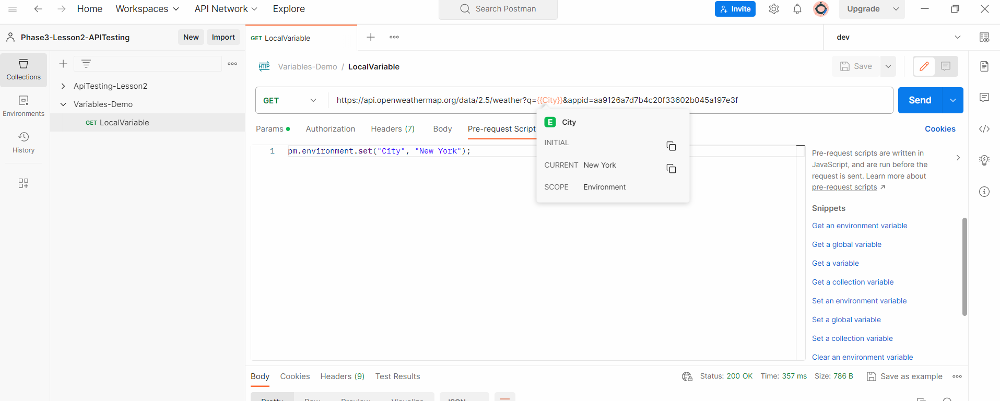 Home Workspaces API Network Explore Search Postman Invite Upgrade
Phase3-Lesson2-APITesting New Import GET LocalVariable dev
Collections
Environments
History
ApiTesting-Lesson2
Variables-Demo
GET LocalVariable
HTTP Variables-Demo / LocalVariable Save
GET https://api.openweathermap.org/data/2.5/weather?q={{City}}&appid=aa9126a7d7b4c20f33602b045a197e3f Send
Params Authorization Headers (7) Body Pre-request Script Cookies
E City
INITIAL
CURRENT New York
SCOPE Environment
1 pm.environment.set("City", "New York");
Pre-request scripts are written in
JavaScript, and are run before the
request is sent. Learn more about
pre-request scripts
Snippets
Get an environment variable
Get a global variable
Get a variable
Get a collection variable
Set an environment variable
Set a global variable
Set a collection variable
Clear an environment variable
Body Cookies Headers (9) Test Results Status: 200 OK Time: 357 ms Size: 786 B Save as example
Pretty Raw Preview Visualize JSON